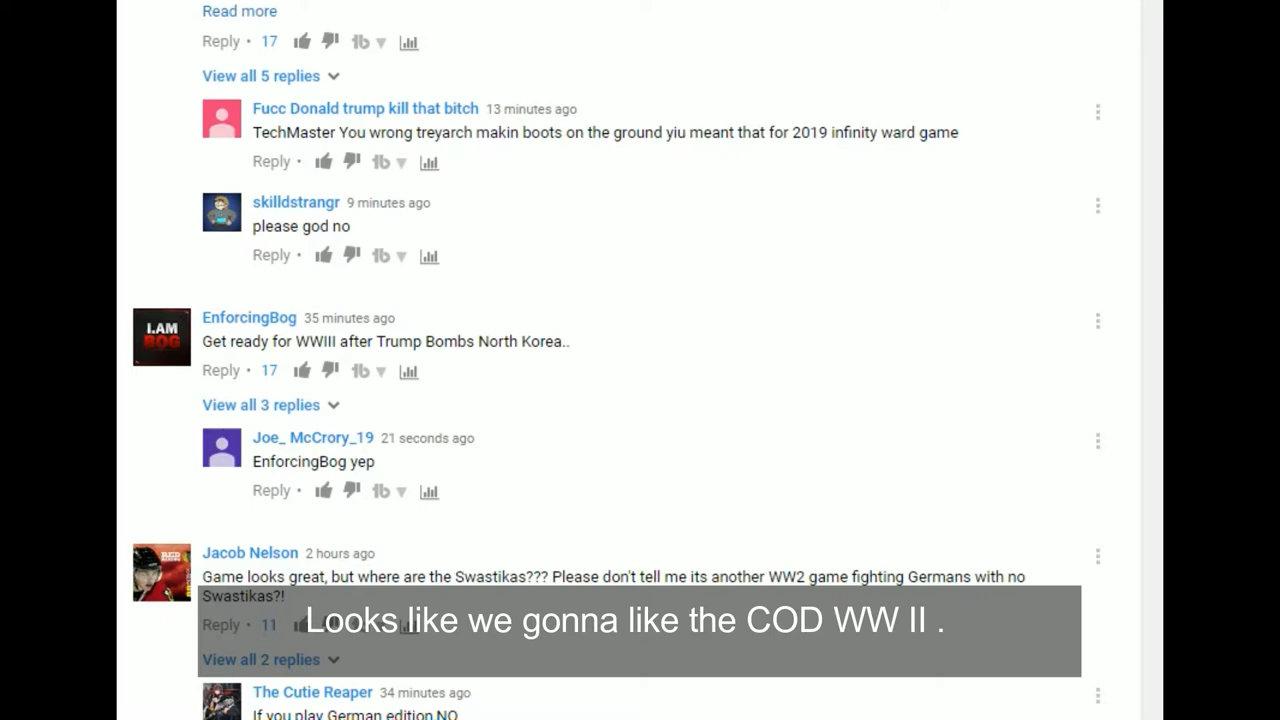 Read more
Reply • 17
View all 5 replies
Fucc Donald trump kill that bitch 13 minutes ago
TechMaster You wrong treyarch makin boots on the ground yiu meant that for 2019 infinity ward game
Reply •
skilldstrangr 9 minutes ago
please god no
Reply •
I.AM
BOG
EnforcingBog 35 minutes ago
Get ready for WWIII after Trump Bombs North Korea..
Reply • 17
View all 3 replies
Joe_ McCrory_19 21 seconds ago
EnforcingBog yep
Reply •
Jacob Nelson 2 hours ago
Game looks great, but where are the Swastikas??? Please don't tell me its another WW2 game fighting Germans with no
Swastikas?!
Looks like we gonna like the COD WW II .
Reply • 11
View all 2 replies
The Cutie Reaper 34 minutes ago
If you play German edition NO